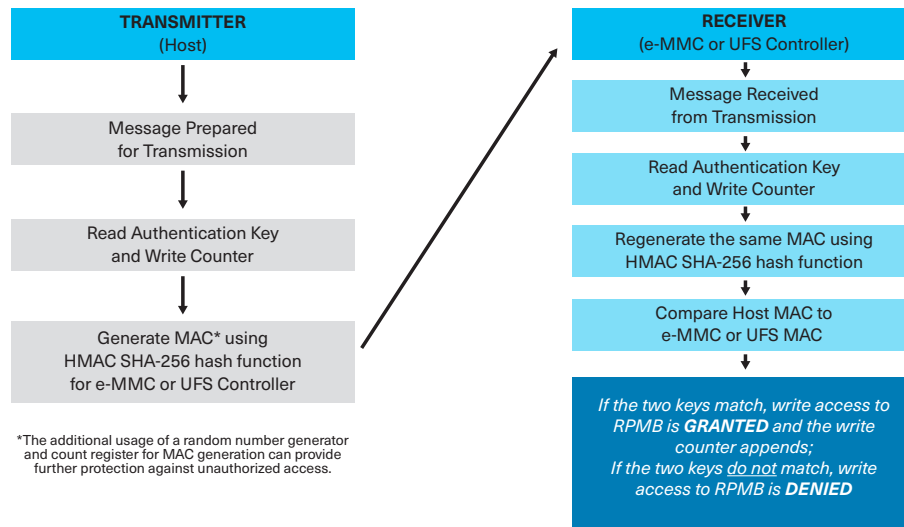 TRANSMITTER
(Host)
Message Prepared
for Transmission
Read Authentication Key
and Write Counter
Generate MAC* using
HMAC SHA-256 hash function
for e-MMC or UFS Controller
*The additional usage of a random number generator
and count register for MAC generation can provide
further protection against unauthorized access.
RECEIVER
(e-MMC or UFS Controller)
Message Received
from Transmission
Read Authentication Key
and Write Counter
Regenerate the same MAC using
HMAC SHA-256 hash function
Compare Host MAC to
e-MMC or UFS MAC
If the two keys match, write access to
RPMB is GRANTED and the write
counter appends;
If the two keys do not match, write
access to RPMB is DENIED